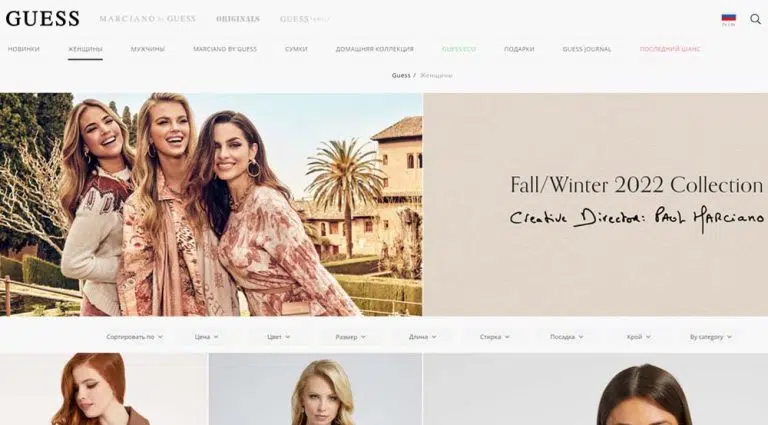 GUESS MARCIANO by GUESS ORIGINALS GUESS
НОВИНКИ ЖЕНЩИНЫ МУЖЧИНЫ MARCIANO BY GUESS СУМКИ ДОМАШНЯЯ КОЛЛЕКЦИЯ GUESS ECO ПОДАРКИ GUESS JOURNAL ПОСЛЕДНИЙ ШАНС
Guess / Женщины
Fall/Winter 2022 Collection
Creative Director: Paul Marciano
Сортировать по Цена Цвет Размер Длина Стирка Посадка Крой By category